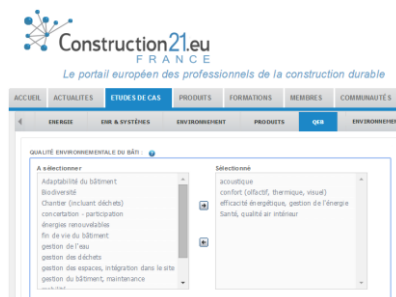 Construction21.eu
FRANCE
Le portail européen des professionnels de la construction durable
ACCUEIL ACTUALITES ETUDES DE CAS PRODUITS FORMATIONS MEMBRES COMMUNAUTÉS
ENERGIE ENR & SYSTÈMES ENVIRONNEMENT PRODUITS QEB ENVIRONNEMEN
QUALITÉ ENVIRONNEMENTALE DU BÂTI :
A sélectionner Sélectionné
Adaptabilité du bâtiment
Biodiversité
Chantier (incluant déchets)
concertation - participation
énergies renouvelables
fin de vie du bâtiment
gestion de l'eau
gestion des déchets
gestion des espaces, intégration dans le site
gestion du bâtiment, maintenance
acoustique
confort (olfactif, thermique, visuel)
efficacité énergétique, gestion de l'énergie
Santé, qualité air intérieur